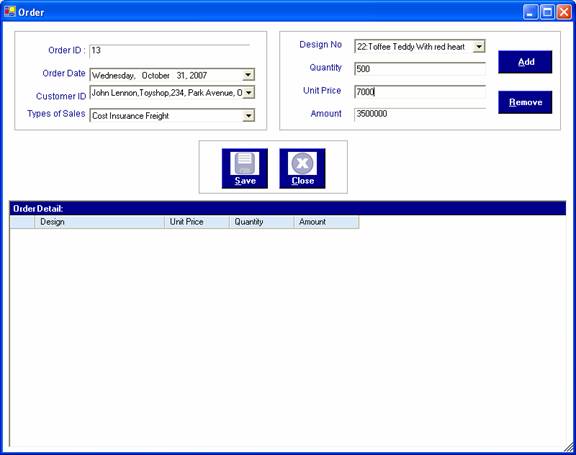 Order
Order ID : 13
Order Date Wednesday, October 31, 2007
Customer ID John Lennon,Toyshop,234, Park Avenue, O
Types of Sales Cost Insurance Freight
Design No 22:Toffee Teddy With red heart
Quantity 500
Unit Price 7000
Amount 3500000
Add
Remove
Save Close
Order Detail:
Design Unit Price Quantity Amount